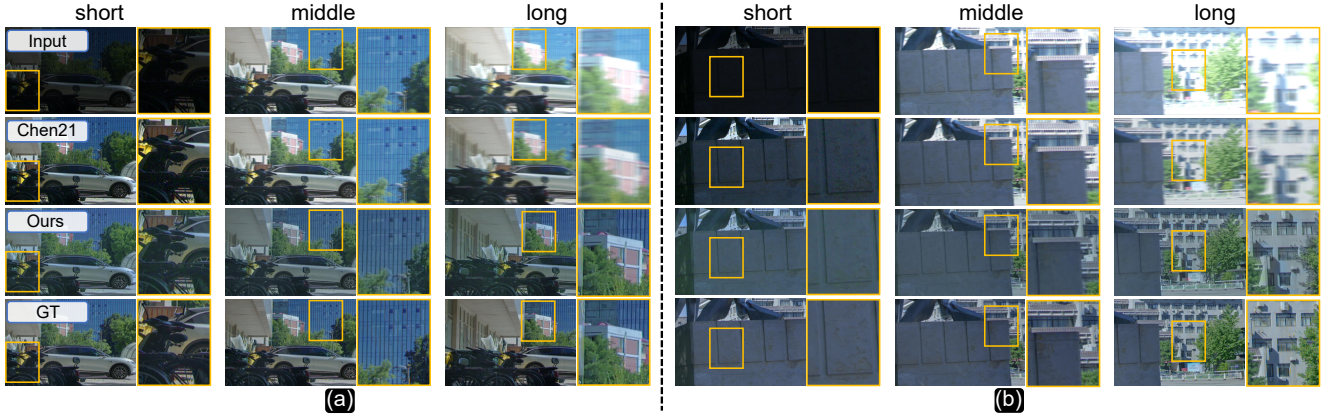 short middle long short middle long
Input
Chen21
Ours
GT
(a) (b)